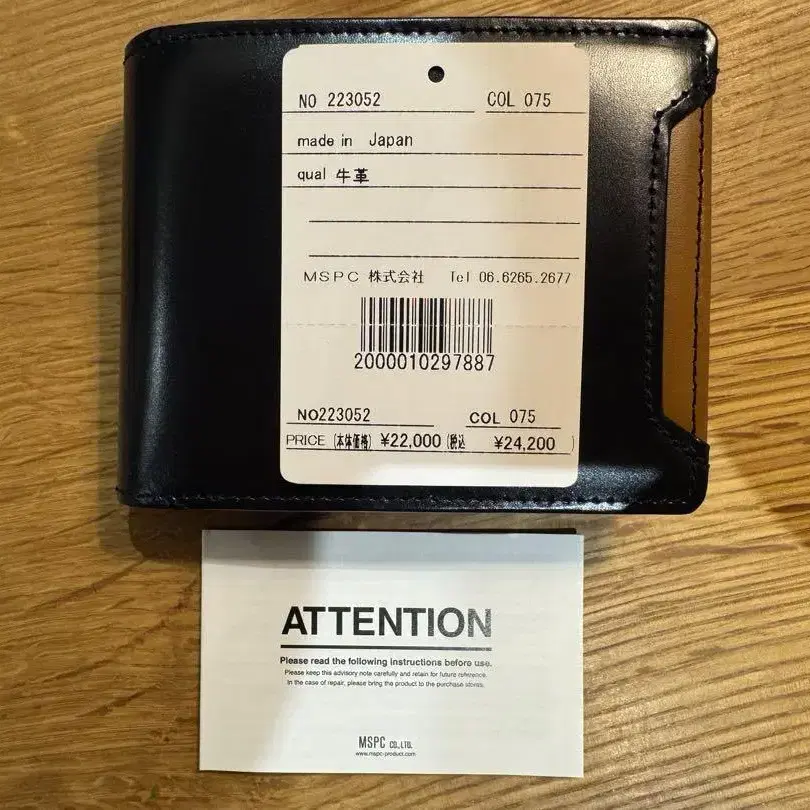 NO 223052 COL 075
made in Japan
qual 牛革
MSPC 株式会社 Tel 06.6265.2677
2000010297887
NO223052 COL 075
PRICE (本体価格) ¥22,000 (税込 ¥24,200 )
ATTENTION
Please read the following instructions before use.
Please keep this advisory note carefully and retain for future reference.
In the case of repair, please bring the product to the purchase stores.
MSPC CO.,LTD.
www.mspc-product.com